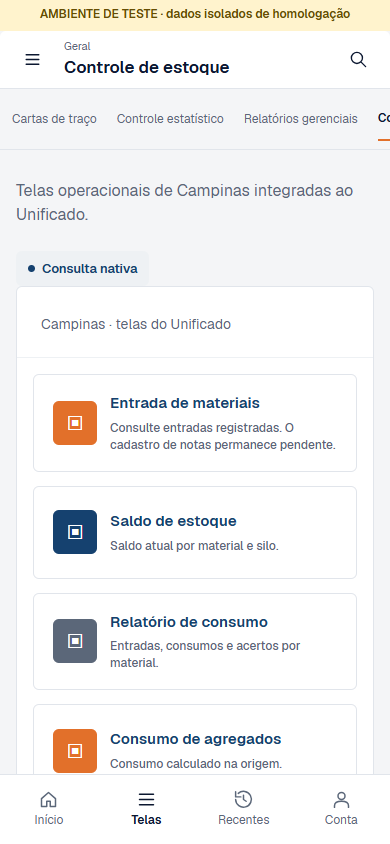 AMBIENTE DE TESTE · dados isolados de homologação
Geral
Controle de estoque
Cartas de traço
Controle estatístico
Relatórios gerenciais
Telas operacionais de Campinas integradas ao
Unificado.
Consulta nativa
Campinas · telas do Unificado
Entrada de materiais
Consulte entradas registradas. O
cadastro de notas permanece pendente.
Saldo de estoque
Saldo atual por material e silo.
Relatório de consumo
Entradas, consumos e acertos por
material.
Consumo de agregados
Consumo calculado na origem.
Início
Telas
Recentes
Conta